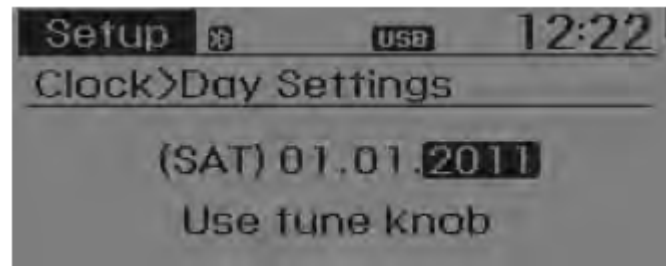 Setup USB 12:22
Clock>Day Settings
(SAT) 01.01.2011
Use tune knob